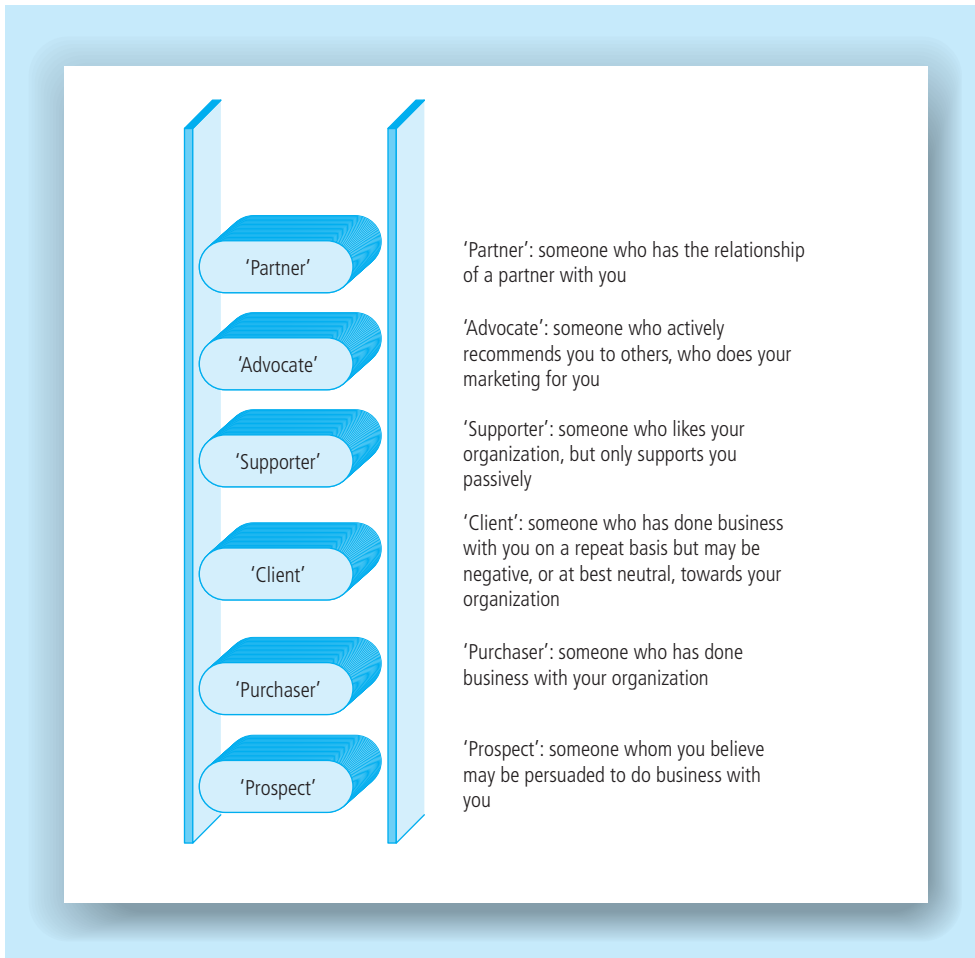 ‘Partner’
‘Partner’: someone who has the relationship
of a partner with you
‘Advocate’
‘Advocate’: someone who actively
recommends you to others, who does your
marketing for you
‘Supporter’
‘Supporter’: someone who likes your
organization, but only supports you
passively
‘Client’
‘Client’: someone who has done business
with you on a repeat basis but may be
negative, or at best neutral, towards your
organization
‘Purchaser’
‘Purchaser’: someone who has done
business with your organization
‘Prospect’
‘Prospect’: someone whom you believe
may be persuaded to do business with
you